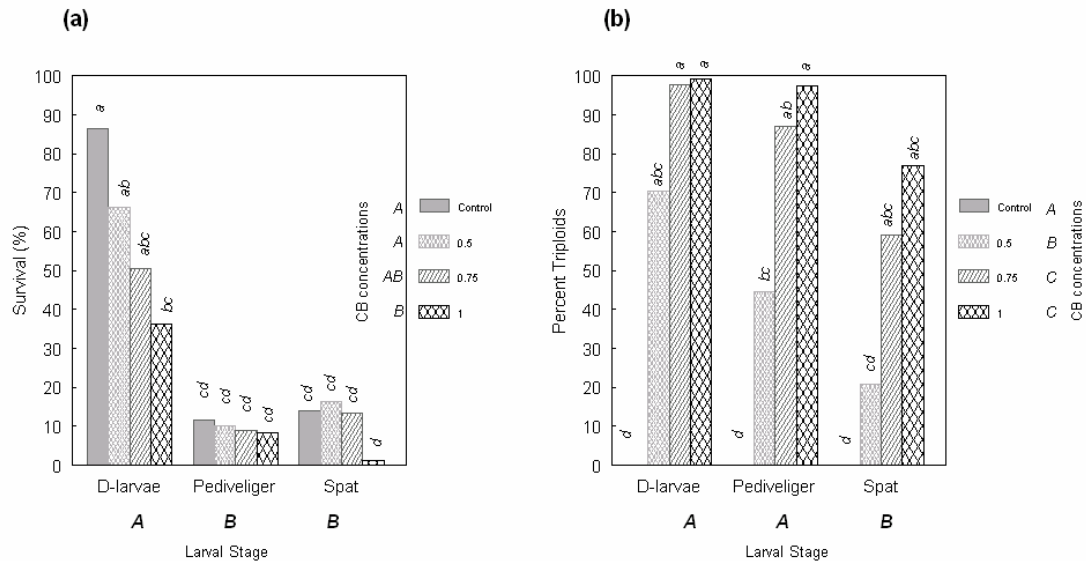 (a)
Survival (%)
100
90
80
70
60
50
40
30
20
10
0
a
ab
abc
bc
cd
cd
cd
cd
cd
cd
cd
d
D-larvae Pediveliger Spat
A B B
Larval Stage
CB concentrations
A Control
A 0.5
AB 0.75
B 1
(b)
Percent Triploids
100
90
80
70
60
50
40
30
20
10
0
d
abc
a
a
d
bc
ab
a
d
cd
abc
abc
D-larvae Pediveliger Spat
A A B
Larval Stage
Control A
0.5 B
0.75 C
1 C
CB concentrations